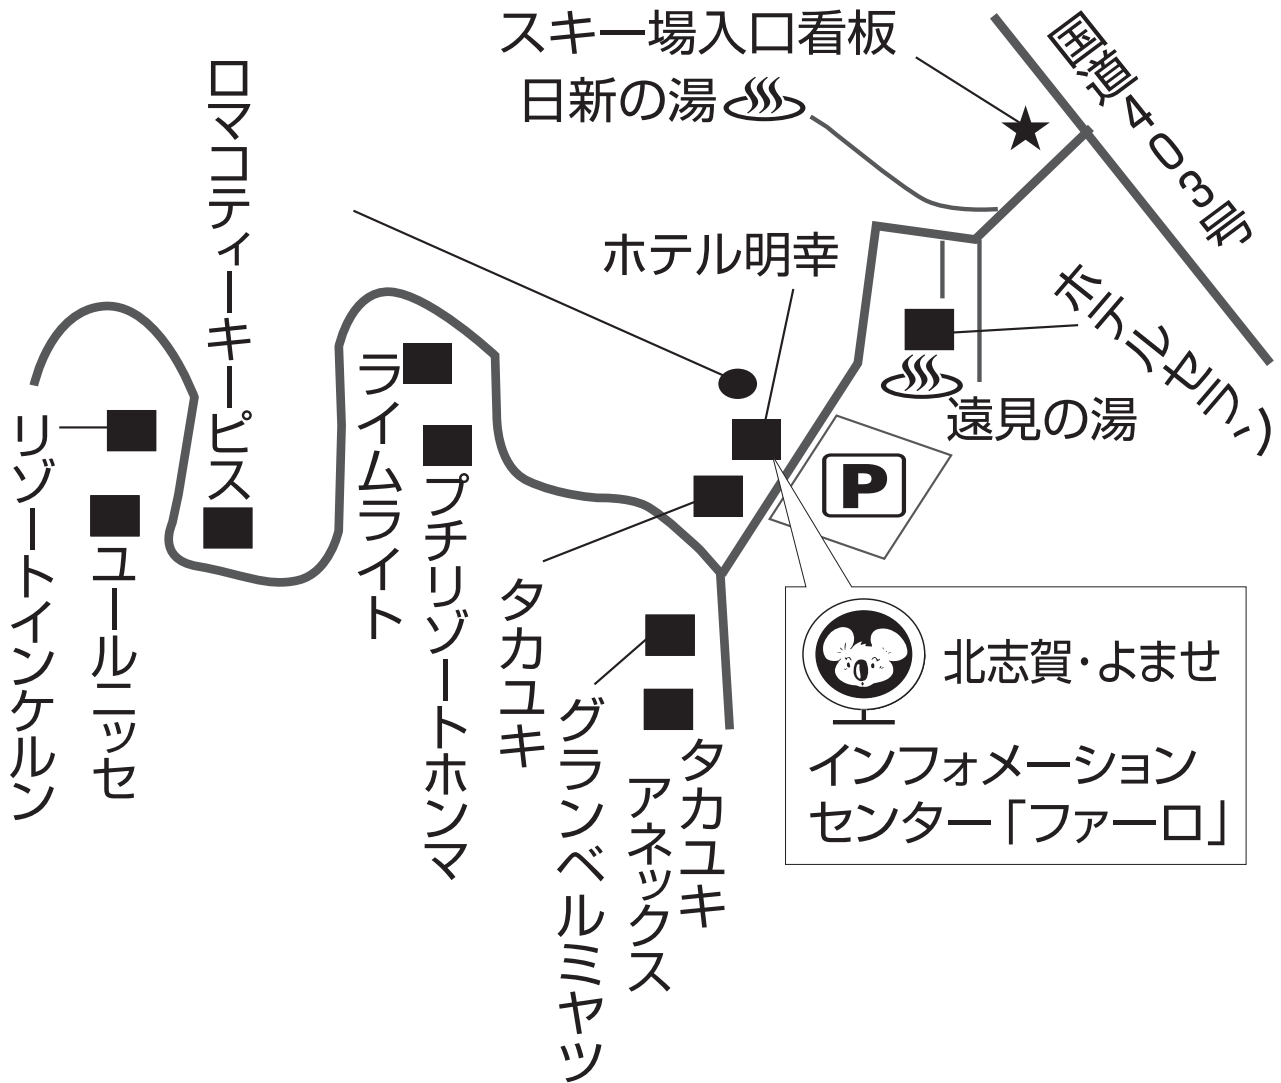 スキー場入口看板
日新の湯
国道403号
ロマコティーキーピス
ホテル明幸
ホテルセラン
遠見の湯
P
リゾートインケルン
ユールニッセ
ライムライト
プチリゾートホンマ
タカユキ
グランベルミヤツ
タカユキ
アネックス
北志賀・よませ
インフォメーション
センター「ファーロ」